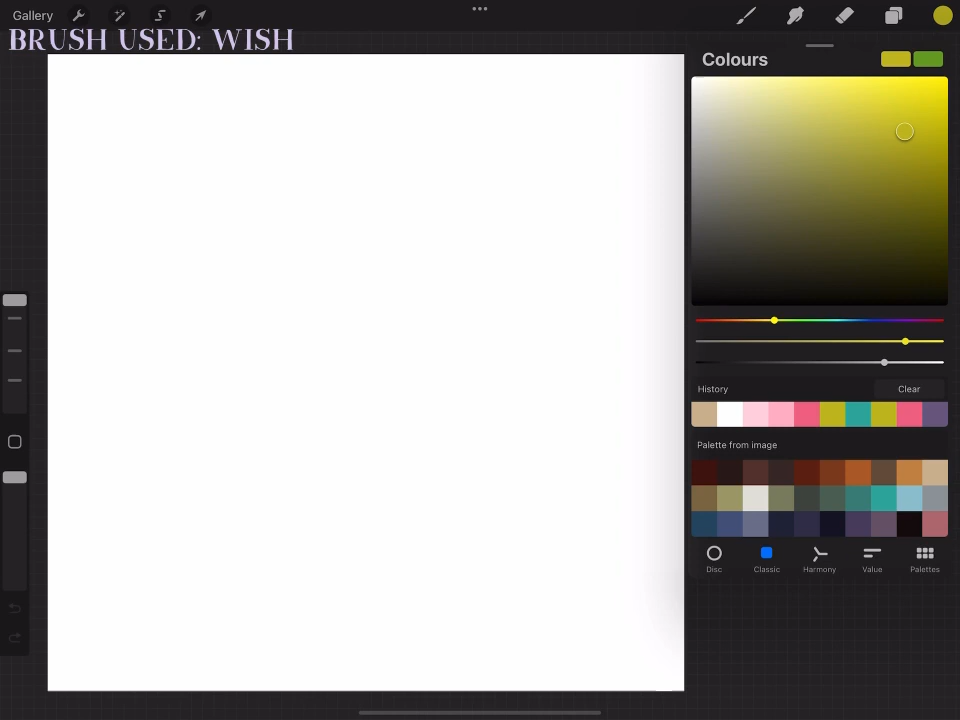 Gallery
BRUSH USED: WISH
Colours
History
Clear
Palette from image
Disc
Classic
Harmony
Value
Palettes